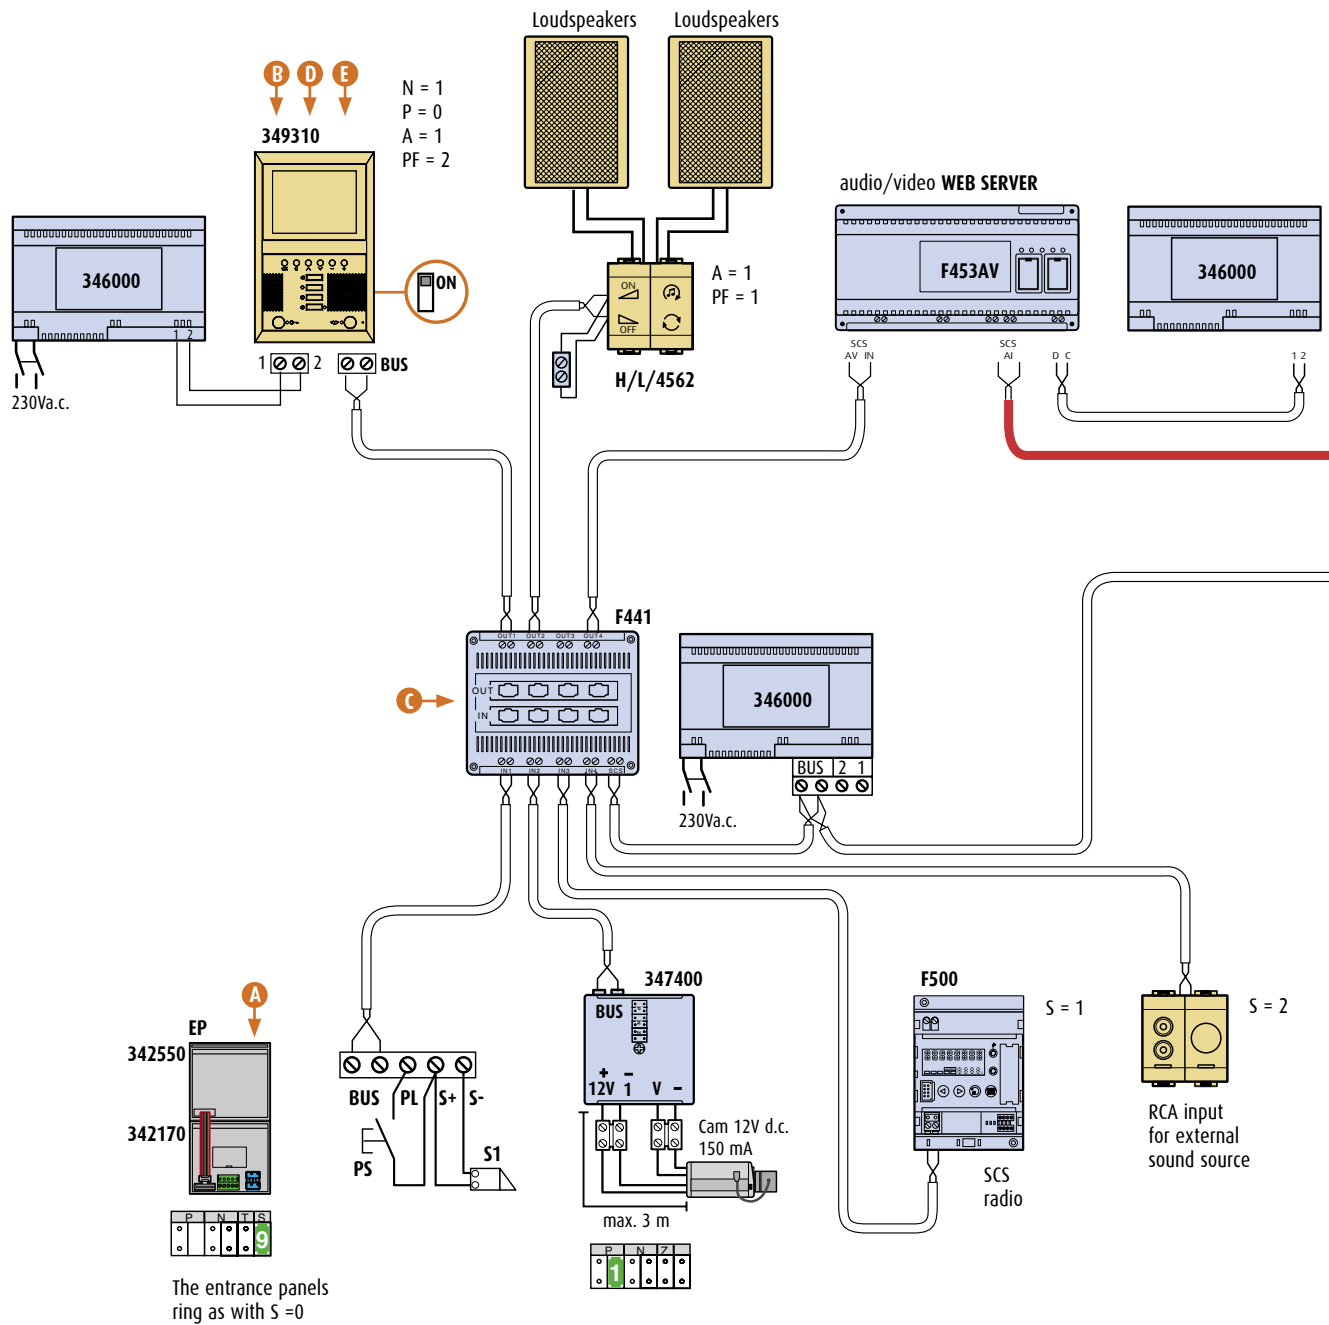 Loudspeakers
Loudspeakers
B
D
E
N = 1
P = 0
A = 1
PF = 2
349310
346000
1 2
230Va.c.
ON
1
2
BUS
ON
OFF
A = 1
PF = 1
H/L/4562
audio/video WEB SERVER
F453AV
SCS
AV IN
SCS
AI
D C
346000
1 2
F441
OUT1 OUT2 OUT3 OUT4
OUT
IN
IN1 IN2 IN3 IN4 SCS
C
346000
BUS 2 1
230Va.c.
A
EP
342550
342170
P N T S
9
The entrance panels
ring as with S =0
BUS PL S+ S-
PS
S1
347400
BUS
+ –
12V 1 V –
Cam 12V d.c.
150 mA
max. 3 m
P N Z
1
F500
S = 1
SCS
radio
S = 2
RCA input
for external
sound source